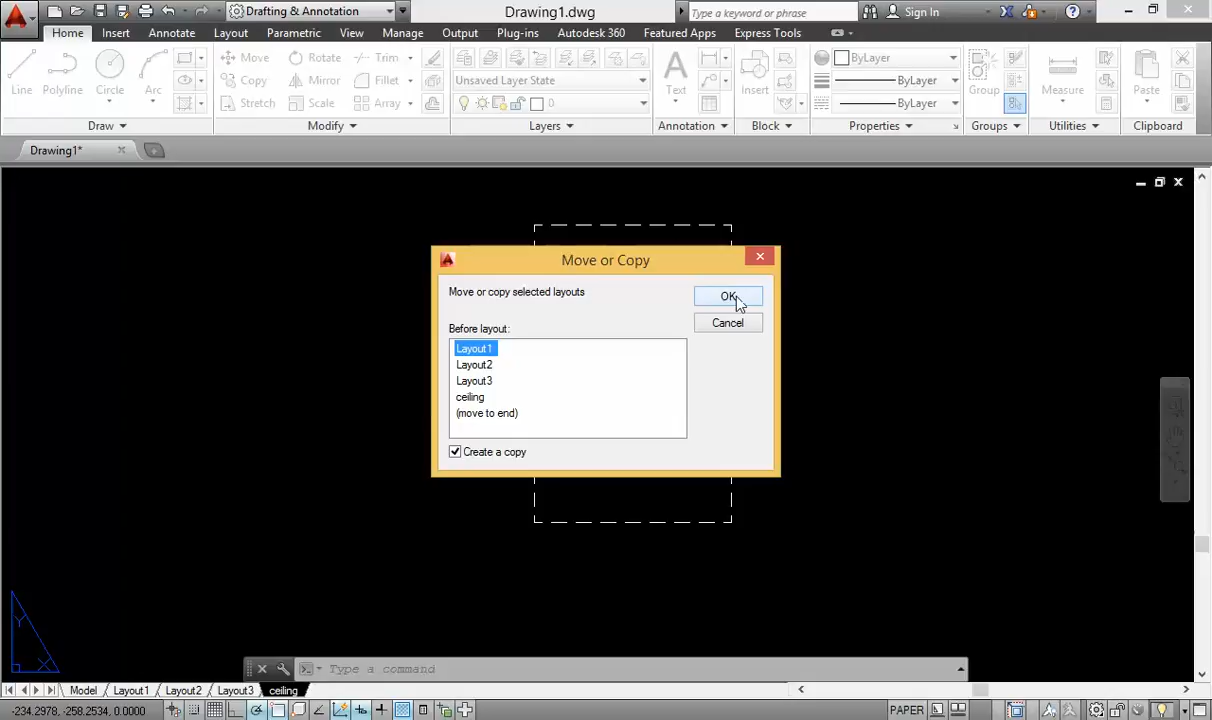 Drafting & Annotation
Drawing1.dwg
Type a keyword or phrase
Sign In
Home
Insert
Annotate
Layout
Parametric
View
Manage
Output
Plug-ins
Autodesk 360
Featured Apps
Express Tools
Line
Polyline
Circle
Arc
Draw
Move
Rotate
Trim
Copy
Mirror
Fillet
Stretch
Scale
Array
Modify
Unsaved Layer State
0
Layers
Text
Annotation
Insert
Block
ByLayer
ByLayer
ByLayer
Properties
Group
Groups
Measure
Utilities
Paste
Clipboard
Drawing1*
Move or Copy
Move or copy selected layouts
OK
Cancel
Before layout:
Layout1
Layout2
Layout3
ceiling
(move to end)
Create a copy
Y
X
Type a command
Model
Layout1
Layout2
Layout3
ceiling
-234.2978, -258.2534, 0.0000
PAPER